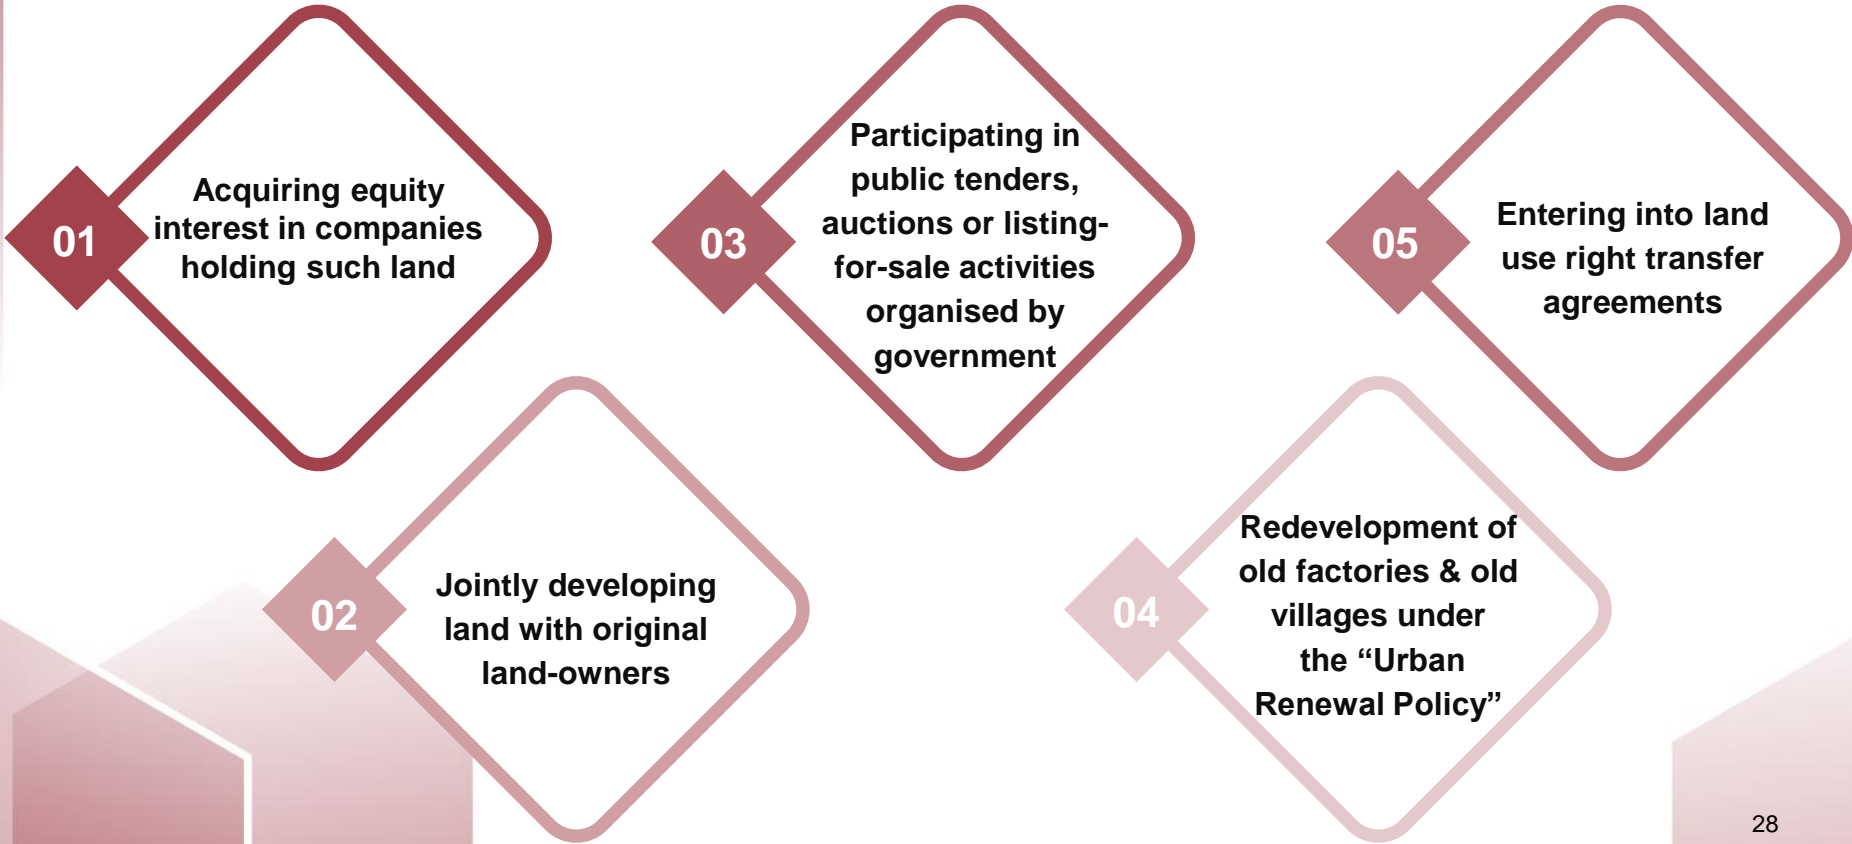 01
Acquiring equity
interest in companies
holding such land
02
Jointly developing
land with original
land-owners
03
Participating in
public tenders,
auctions or listing-
for-sale activities
organised by
government
04
Redevelopment of
old factories & old
villages under
the “Urban
Renewal Policy”
05
Entering into land
use right transfer
agreements
28